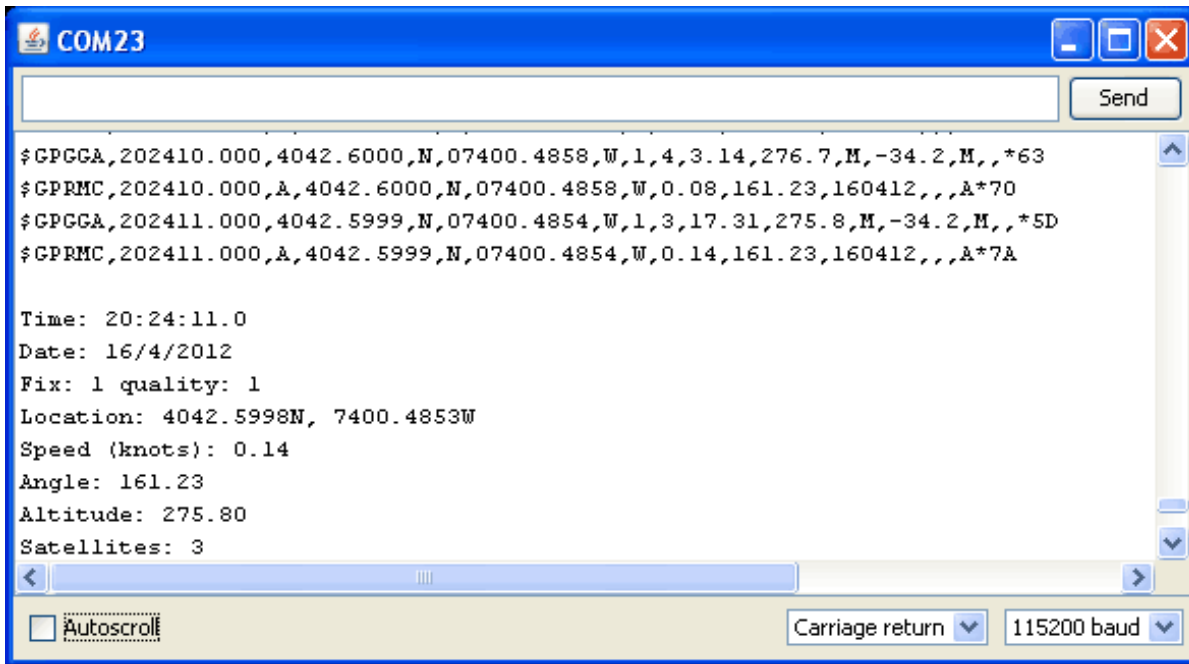 COM23
Send
$GPGGA,202410.000,4042.6000,N,07400.4858,W,1,4,3.14,276.7,M,-34.2,M,,*63
$GPRMC,202410.000,A,4042.6000,N,07400.4858,W,0.08,161.23,160412,,,A*70
$GPGGA,202411.000,4042.5999,N,07400.4854,W,1,3,17.31,275.8,M,-34.2,M,,*5D
$GPRMC,202411.000,A,4042.5999,N,07400.4854,W,0.14,161.23,160412,,,A*7A
Time: 20:24:11.0
Date: 16/4/2012
Fix: 1 quality: 1
Location: 4042.5998N, 7400.4853W
Speed (knots): 0.14
Angle: 161.23
Altitude: 275.80
Satellites: 3
Autoscroll
Carriage return
115200 baud